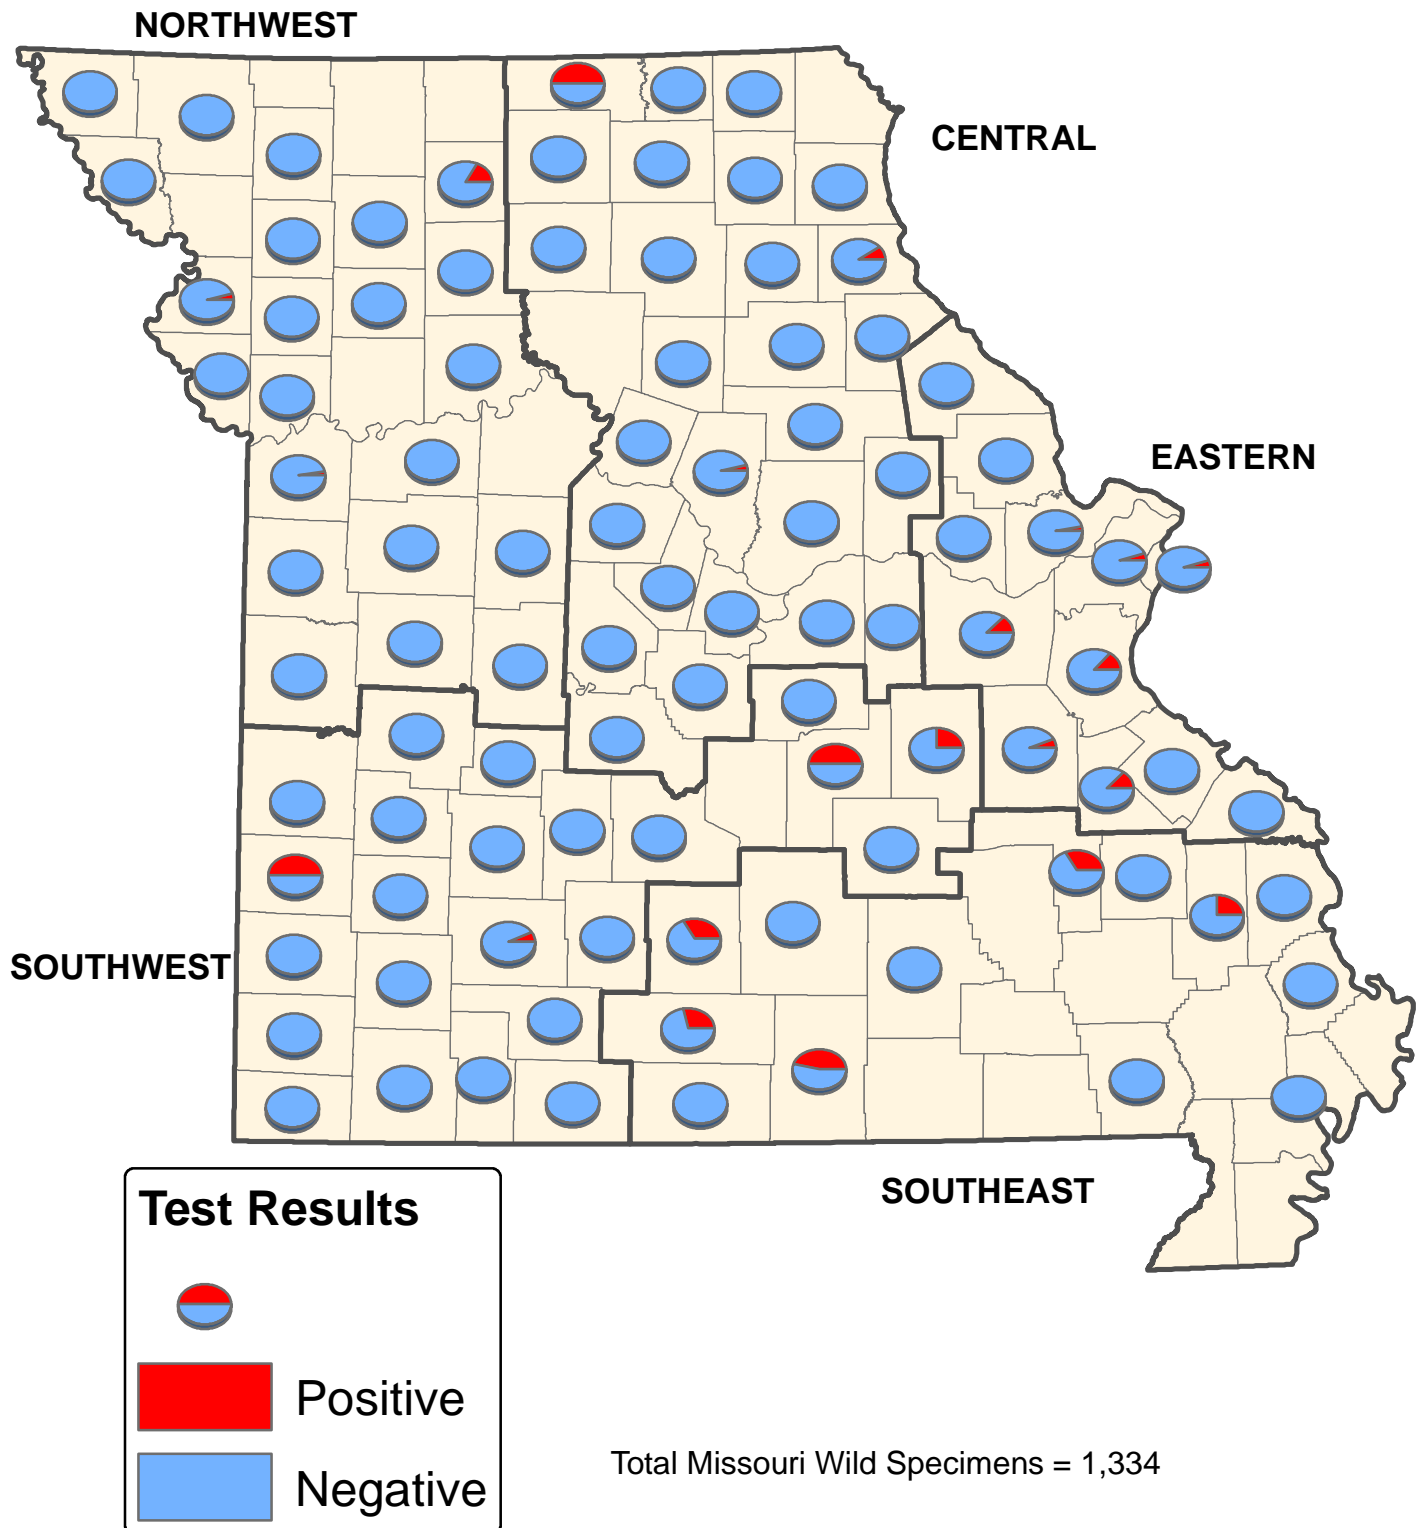 NORTHWEST
CENTRAL
EASTERN
SOUTHWEST
SOUTHEAST
Test Results
Positive
Negative
Total Missouri Wild Specimens = 1,334